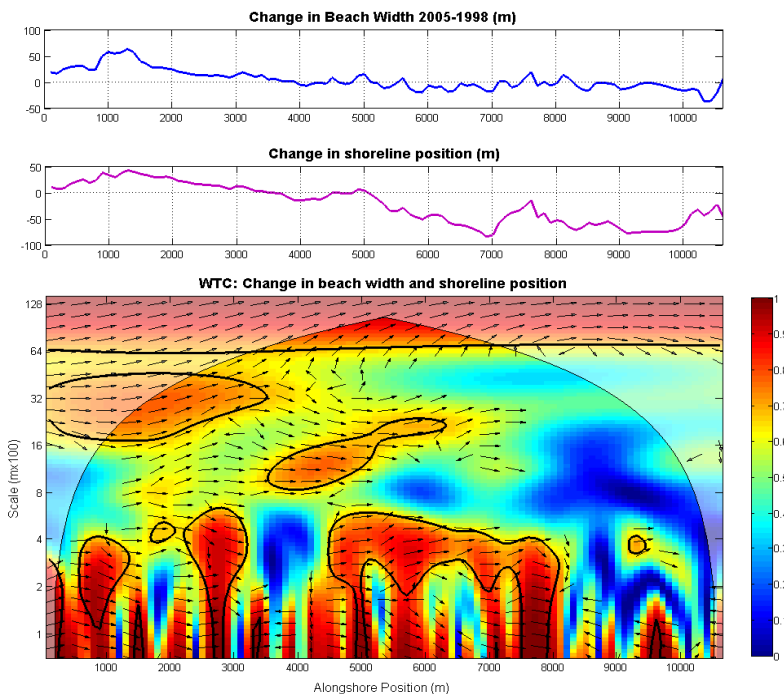 Change in Beach Width 2005-1998 (m)
100
50
0
-50
0 1000 2000 3000 4000 5000 6000 7000 8000 9000 10000
Change in shoreline position (m)
50
0
-50
-100
0 1000 2000 3000 4000 5000 6000 7000 8000 9000 10000
WTC: Change in beach width and shoreline position
128
64
32
16
8
4
2
1
Scale (mx100)
1000 2000 3000 4000 5000 6000 7000 8000 9000 10000
Alongshore Position (m)
1
0